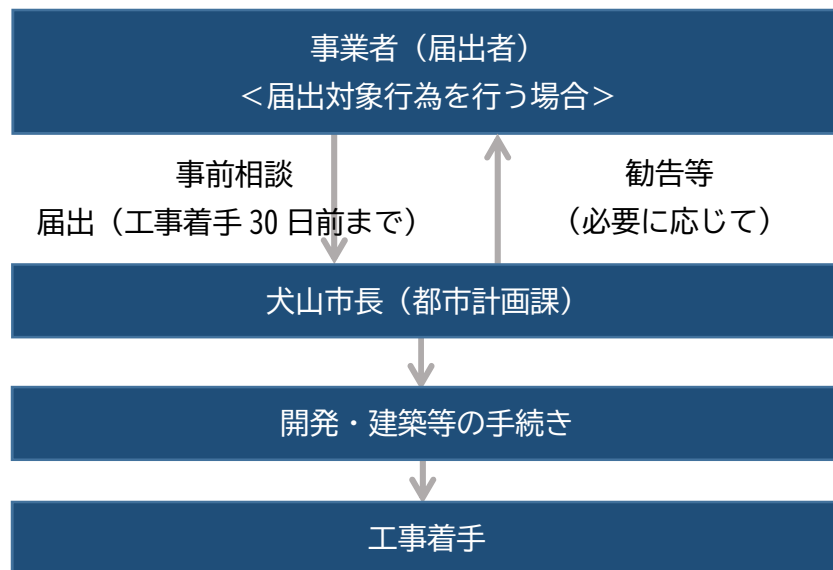 事業者（届出者）
＜届出対象行為を行う場合＞
事前相談
届出（工事着手30日前まで）
勧告等
（必要に応じて）
犬山市長（都市計画課）
開発・建築等の手続き
工事着手